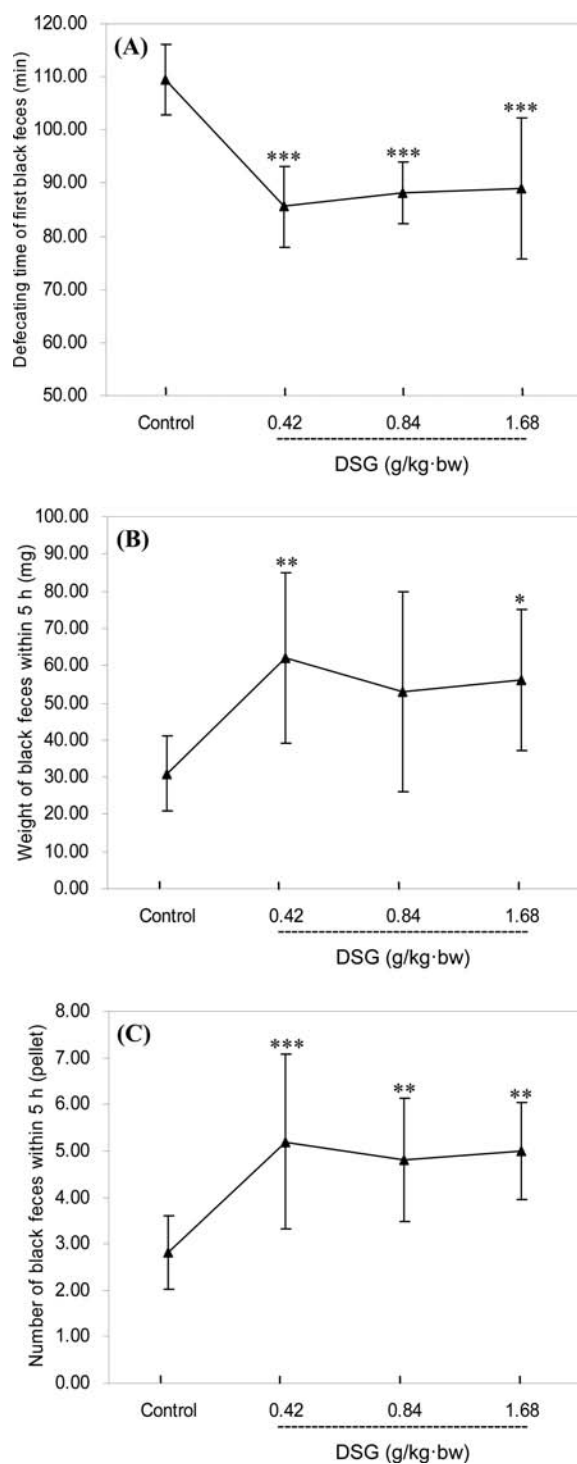 120.00
(A)
110.00
100.00
90.00
80.00
70.00
60.00
50.00
Defecating time of first black feces (min)
*** *** ***
Control 0.42 0.84 1.68
DSG (g/kg·bw)
100.00
(B)
90.00
80.00
70.00
60.00
50.00
40.00
30.00
20.00
10.00
0.00
Weight of black feces within 5 h (mg)
** *
Control 0.42 0.84 1.68
DSG (g/kg·bw)
8.00
(C)
7.00
6.00
5.00
4.00
3.00
2.00
1.00
0.00
Number of black feces within 5 h (pellet)
*** ** **
Control 0.42 0.84 1.68
DSG (g/kg·bw)